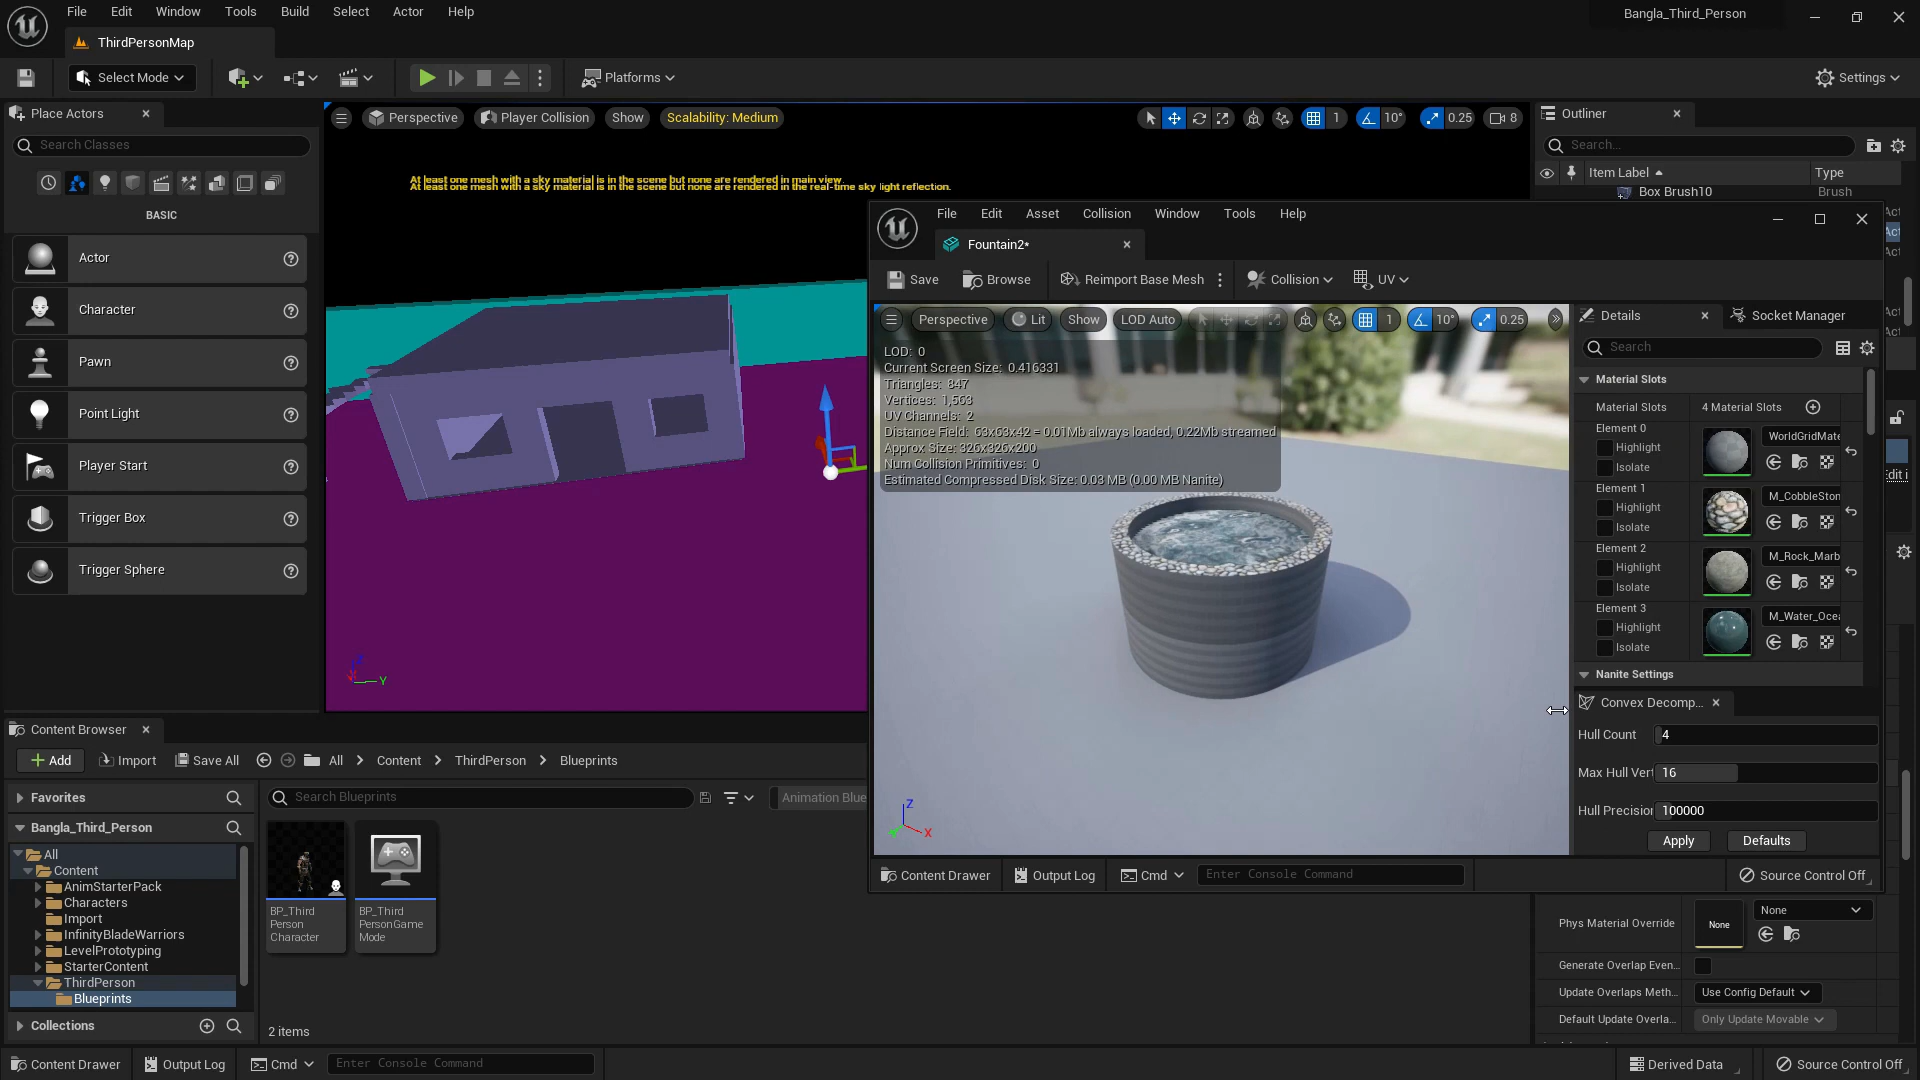 File Edit Window Tools Build Select Actor Help
Bangla_Third_Person
ThirdPersonMap
Select Mode
Platforms
Settings
Place Actors
Search Classes
BASIC
Actor
Character
Pawn
Point Light
Player Start
Trigger Box
Trigger Sphere
Perspective Player Collision Show Scalability: Medium
1 10° 0.25 8
At least one mesh with a sky material is in the scene but none are rendered in main view.
At least one mesh with a sky material is in the scene but none are rendered in the real-time sky light reflection.
Z
Y
Outliner
Search...
Item Label Type
Box Brush10 Brush
File Edit Asset Collision Window Tools Help
Fountain2*
Save Browse Reimport Base Mesh Collision UV
Perspective Lit Show LOD Auto 1 10° 0.25
LOD: 0
Current Screen Size: 0.416331
Triangles: 847
Vertices: 1,563
UV Channels: 2
Distance Field: 63x63x42 = 0.01Mb always loaded, 0.22Mb streamed
Approx Size: 326x326x200
Num Collision Primitives: 0
Estimated Compressed Disk Size: 0.03 MB (0.00 MB Nanite)
Z
X
Details Socket Manager
Search
Material Slots
Material Slots 4 Material Slots
Element 0
WorldGridMate
Highlight
Isolate
Element 1
M_CobbleSton
Highlight
Isolate
Element 2
M_Rock_Marb
Highlight
Isolate
Element 3
M_Water_Ocea
Highlight
Isolate
Nanite Settings
Convex Decomp...
Hull Count 4
Max Hull Ver 16
Hull Precision 100000
Apply Defaults
Content Drawer Output Log Cmd Enter Console Command Source Control Off
Content Browser
Add Import Save All All Content ThirdPerson Blueprints
Favorites
Search Blueprints
Animation Blue
Bangla_Third_Person
All
Content
AnimStarterPack
Characters
Import
InfinityBladeWarriors
LevelPrototyping
StarterContent
ThirdPerson
Blueprints
Collections
BP_Third
Person
Character
BP_Third
PersonGame
Mode
2 items
Phys Material Override
None
None
Generate Overlap Even...
Update Overlaps Meth... Use Config Default
Default Update Overla... Only Update Movable
Content Drawer Output Log Cmd Enter Console Command
Derived Data Source Control Off